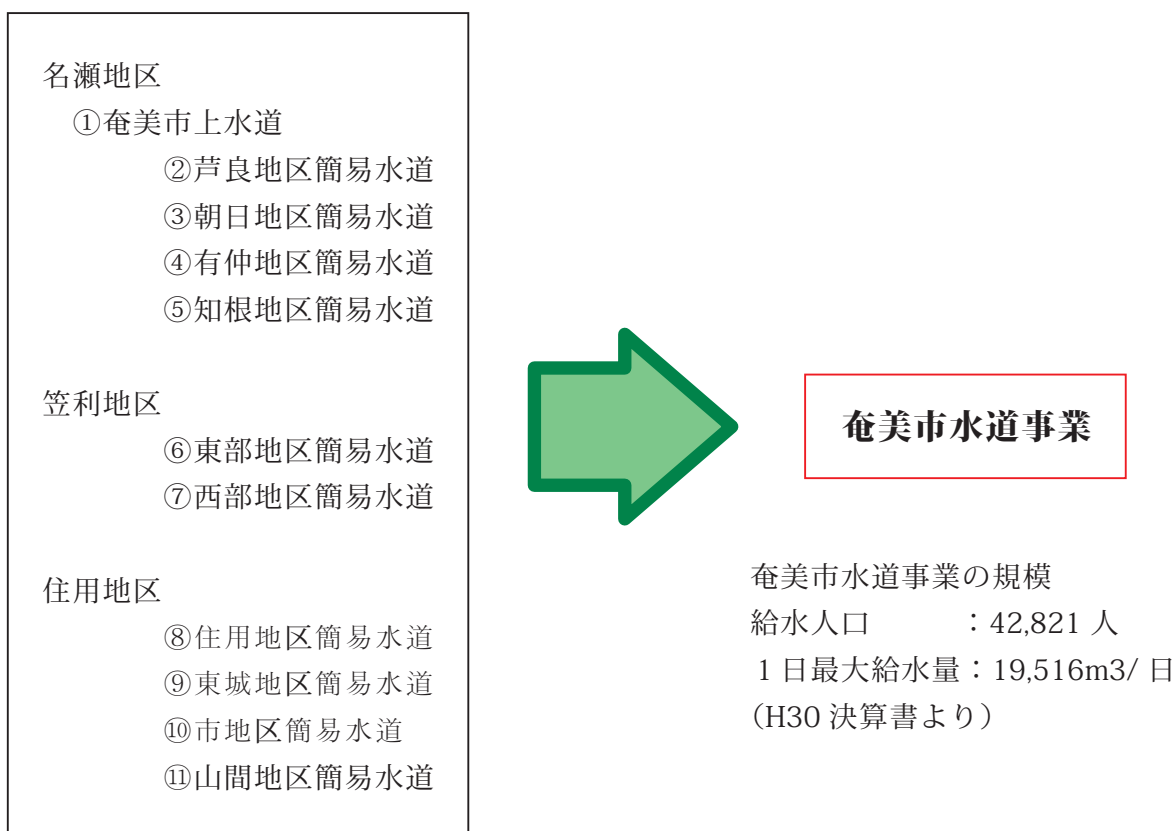 名瀬地区
①奄美市上水道
②芦良地区簡易水道
③朝日地区簡易水道
④有仲地区簡易水道
⑤知根地区簡易水道
笠利地区
⑥東部地区簡易水道
⑦西部地区簡易水道
住用地区
⑧住用地区簡易水道
⑨東城地区簡易水道
⑩市地区簡易水道
⑪山間地区簡易水道
奄美市水道事業
奄美市水道事業の規模
給水人口　　　：42,821 人
１日最大給水量：19,516m3/ 日
（H30 決算書より）